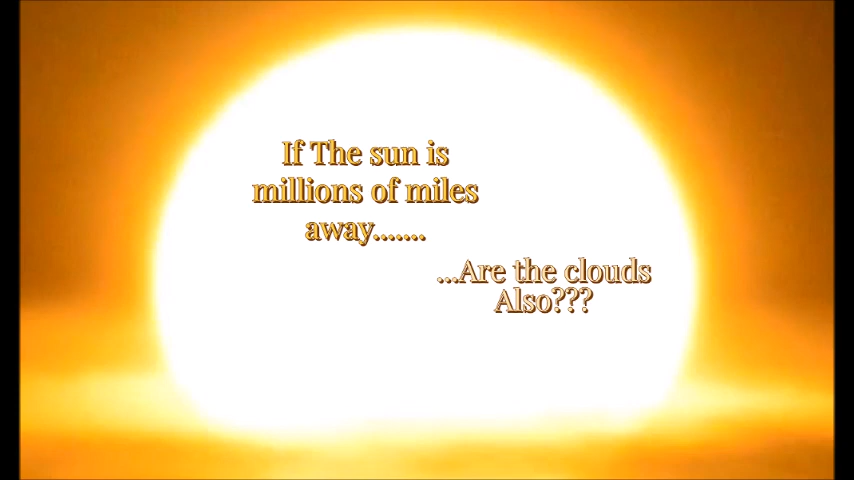 If The sun is
millions of miles
away.......
...Are the clouds
Also???